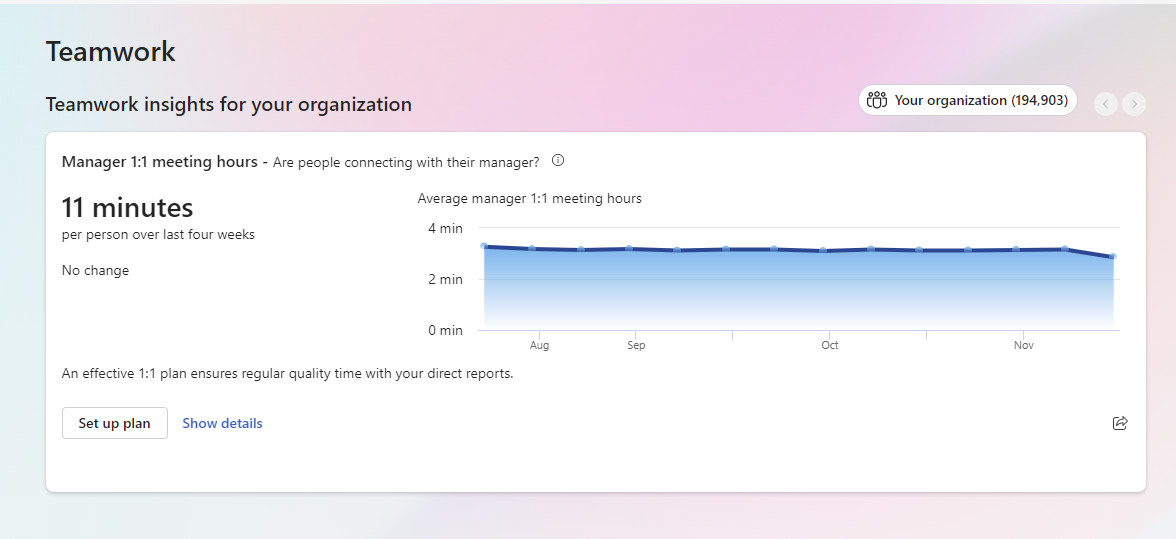 Teamwork
Teamwork insights for your organization
Your organization (194,903)
Manager 1:1 meeting hours - Are people connecting with their manager?
11 minutes
per person over last four weeks
No change
Average manager 1:1 meeting hours
4 min
2 min
0 min
Aug Sep Oct Nov
An effective 1:1 plan ensures regular quality time with your direct reports.
Set up plan Show details